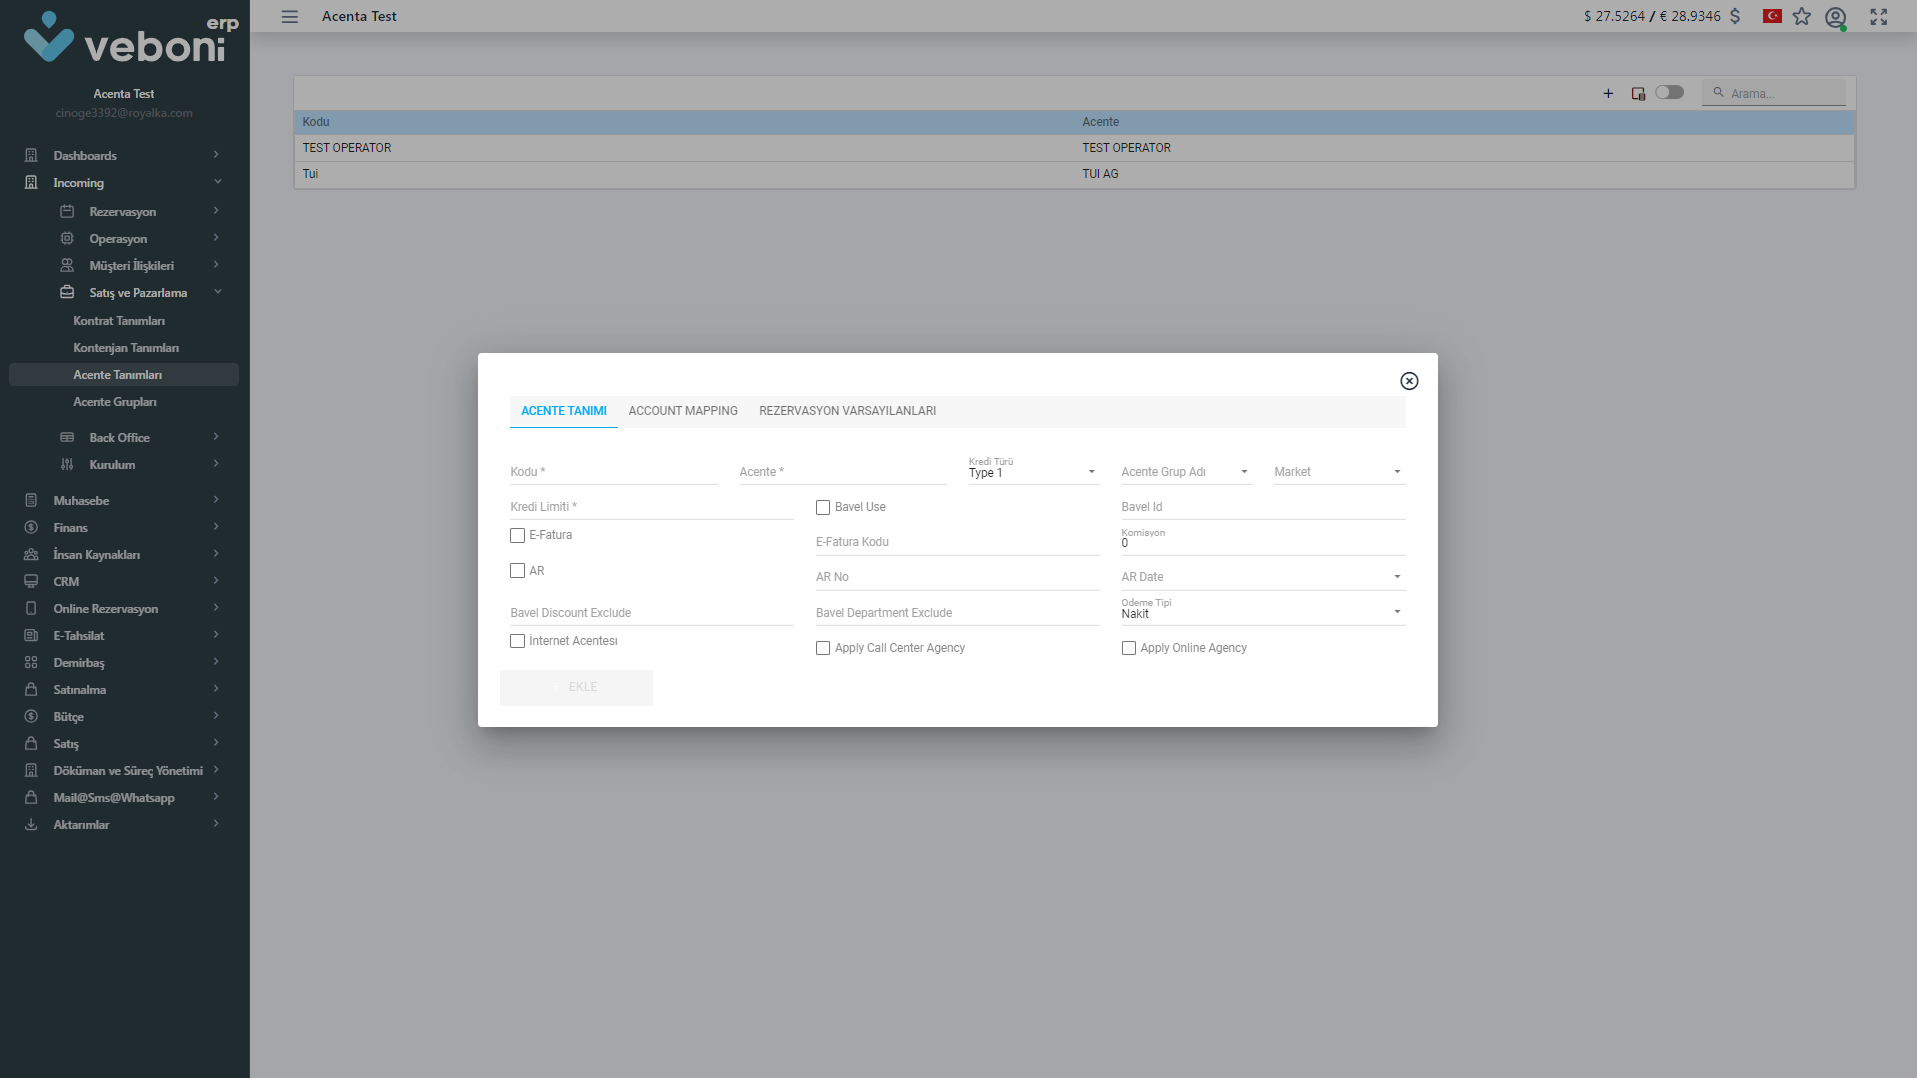 veboni erp
Acenta Test
cinoge3392@royalka.com
Dashboards
Incoming
Rezervasyon
Operasyon
Müşteri İlişkileri
Satış ve Pazarlama
Kontrat Tanımları
Kontenjan Tanımları
Acente Tanımları
Acente Grupları
Back Office
Kurulum
Muhasebe
Finans
İnsan Kaynakları
CRM
Online Rezervasyon
E-Tahsilat
Demirbaş
Satınalma
Bütçe
Satış
Döküman ve Süreç Yönetimi
Mail@Sms@Whatsapp
Aktarımlar
Acenta Test
$ 27.5264 / € 28.9346
Arama...
Kodu Acente
TEST OPERATOR TEST OPERATOR
Tui TUI AG
ACENTE TANIMI ACCOUNT MAPPING REZERVASYON VARSAYILANLARI
Kredi Türü
Kodu * Acente * Type 1 Acente Grup Adı Market
Kredi Limiti * Bavel Use Bavel Id
E-Fatura E-Fatura Kodu
Komisyon
0
AR AR No AR Date
Bavel Discount Exclude Bavel Department Exclude
Ödeme Tipi
Nakit
İnternet Acentesi Apply Call Center Agency Apply Online Agency
EKLE